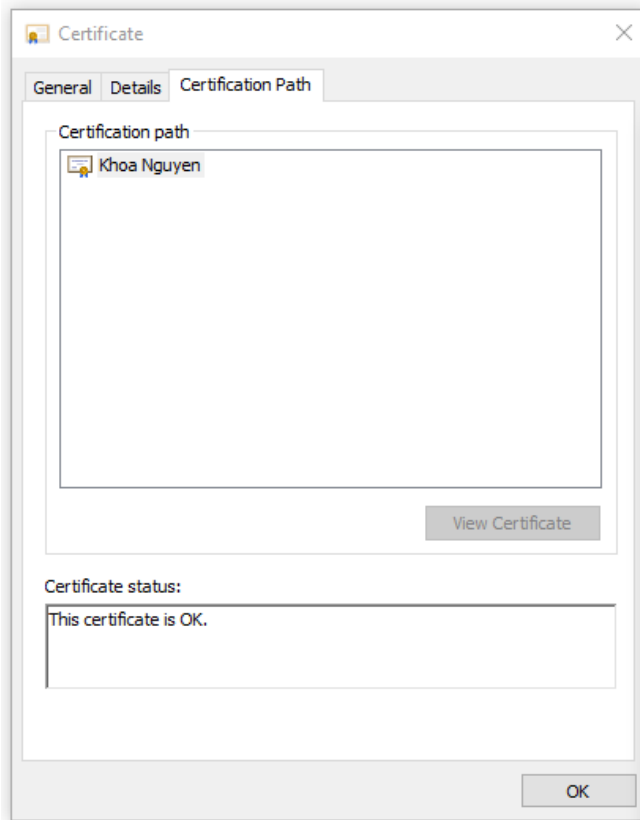 Certificate
General Details Certification Path
Certification path
Khoa Nguyen
View Certificate
Certificate status:
This certificate is OK.
OK